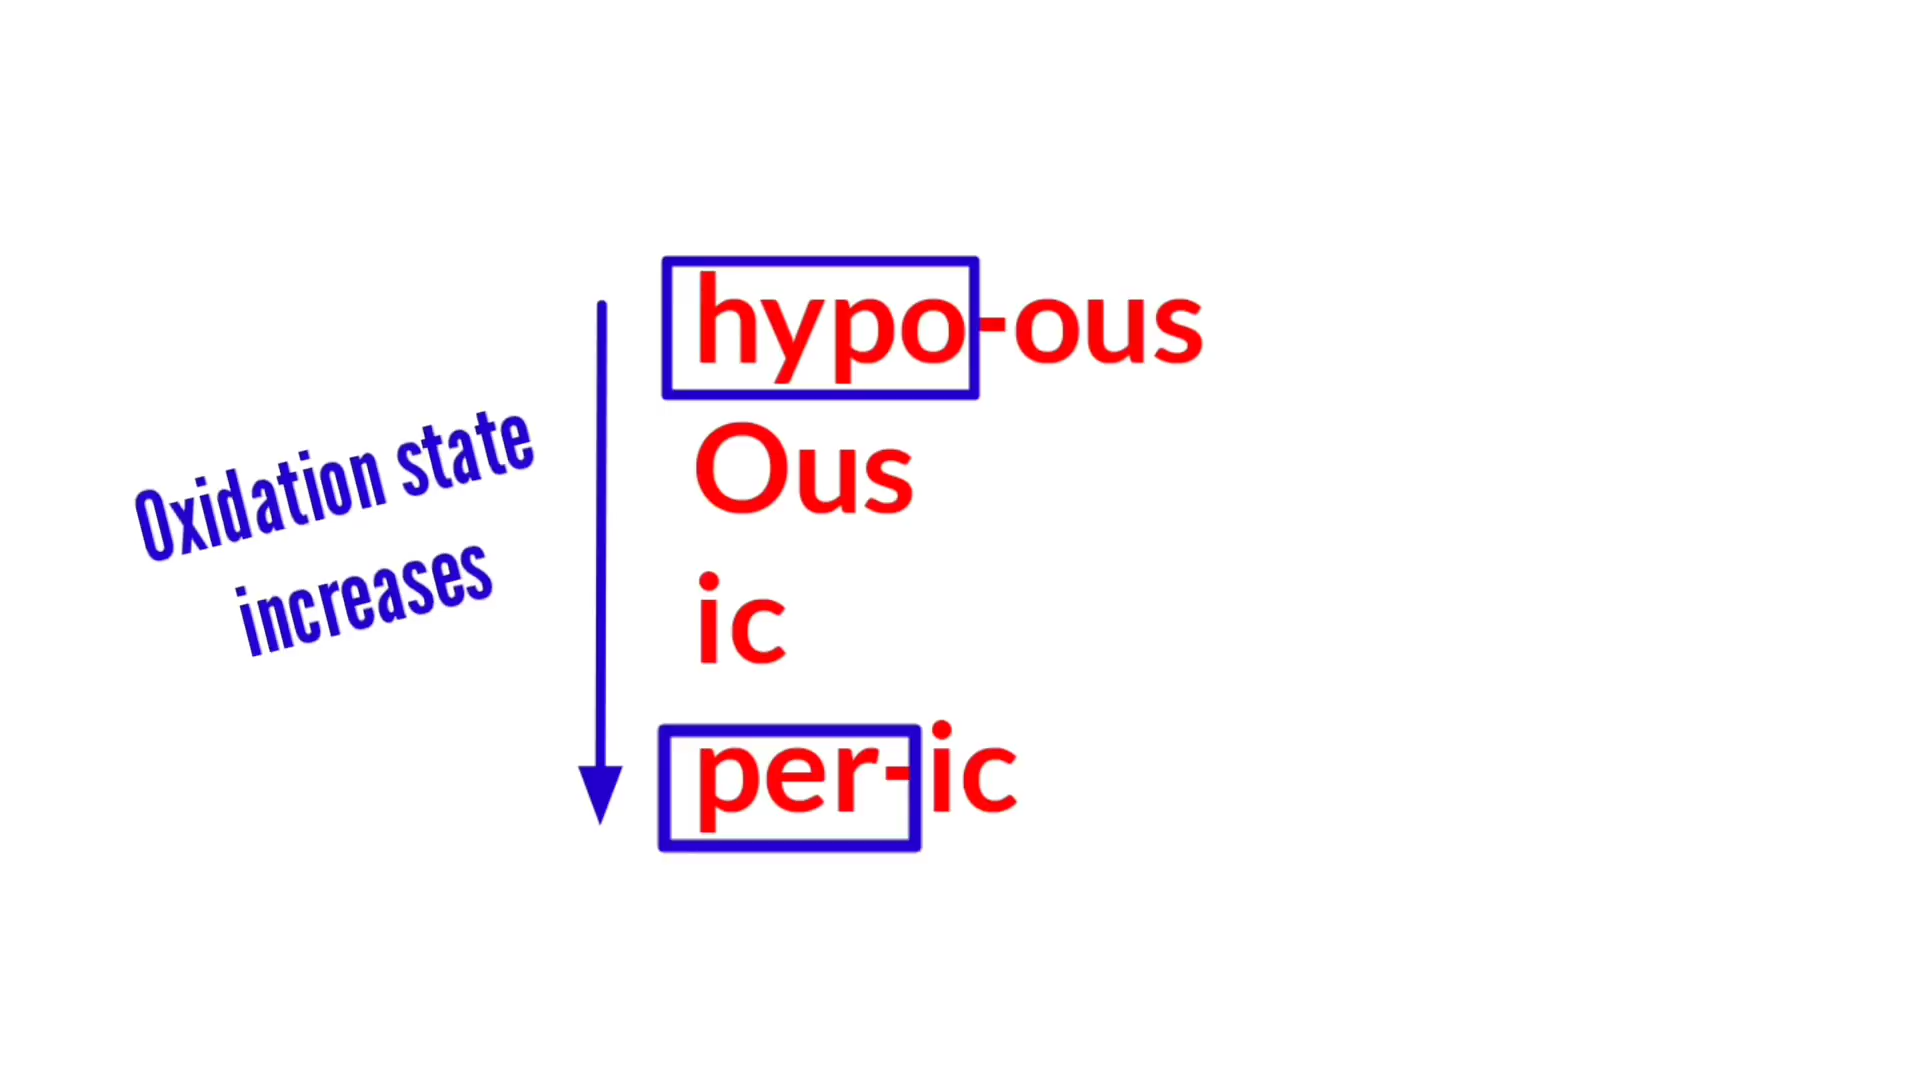 Oxidation state
increases
hypo-ous
Ous
ic
per-ic